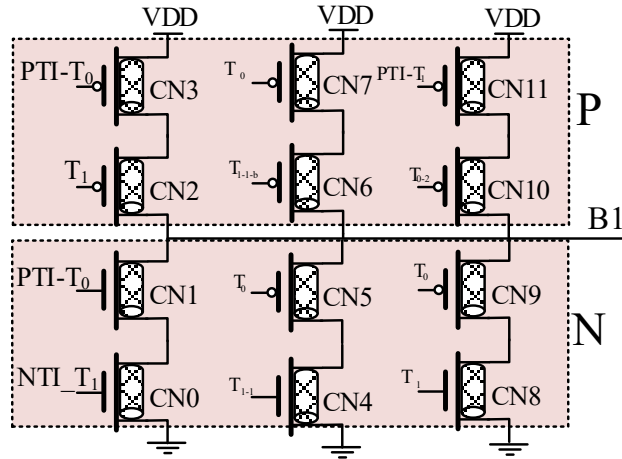 VDD VDD VDD
PTI-T0 CN3 T0 CN7 PTI-T1 CN11 P
T1 CN2 T1-1-b CN6 T0-2 CN10
B1
PTI-T0 CN1 T0 CN5 T0 CN9 N
NTI_T1 CN0 T1-1 CN4 T1 CN8